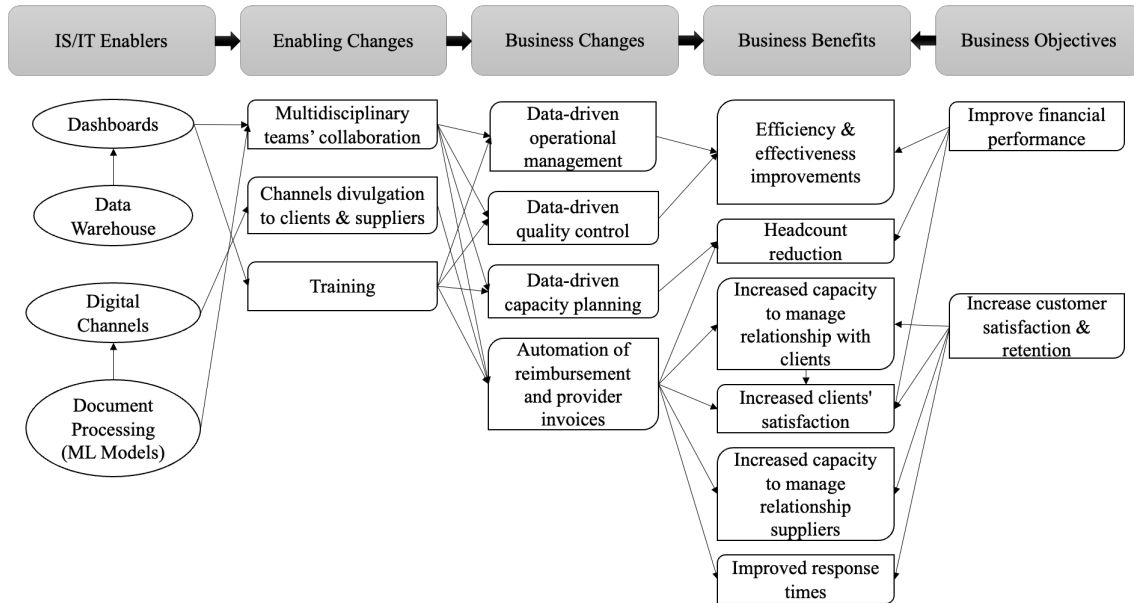 IS/IT Enablers
Enabling Changes
Business Changes
Business Benefits
Business Objectives
Dashboards
Data
Warehouse
Digital
Channels
Document
Processing
(ML Models)
Multidisciplinary
teams' collaboration
Channels divulgation
to clients & suppliers
Training
Data-driven
operational
management
Data-driven
quality control
Data-driven
capacity planning
Automation of
reimbursement
and provider
invoices
Efficiency &
effectiveness
improvements
Headcount
reduction
Increased capacity
to manage
relationship with
clients
Increased clients'
satisfaction
Increased capacity
to manage
relationship
suppliers
Improved response
times
Improve financial
performance
Increase customer
satisfaction &
retention